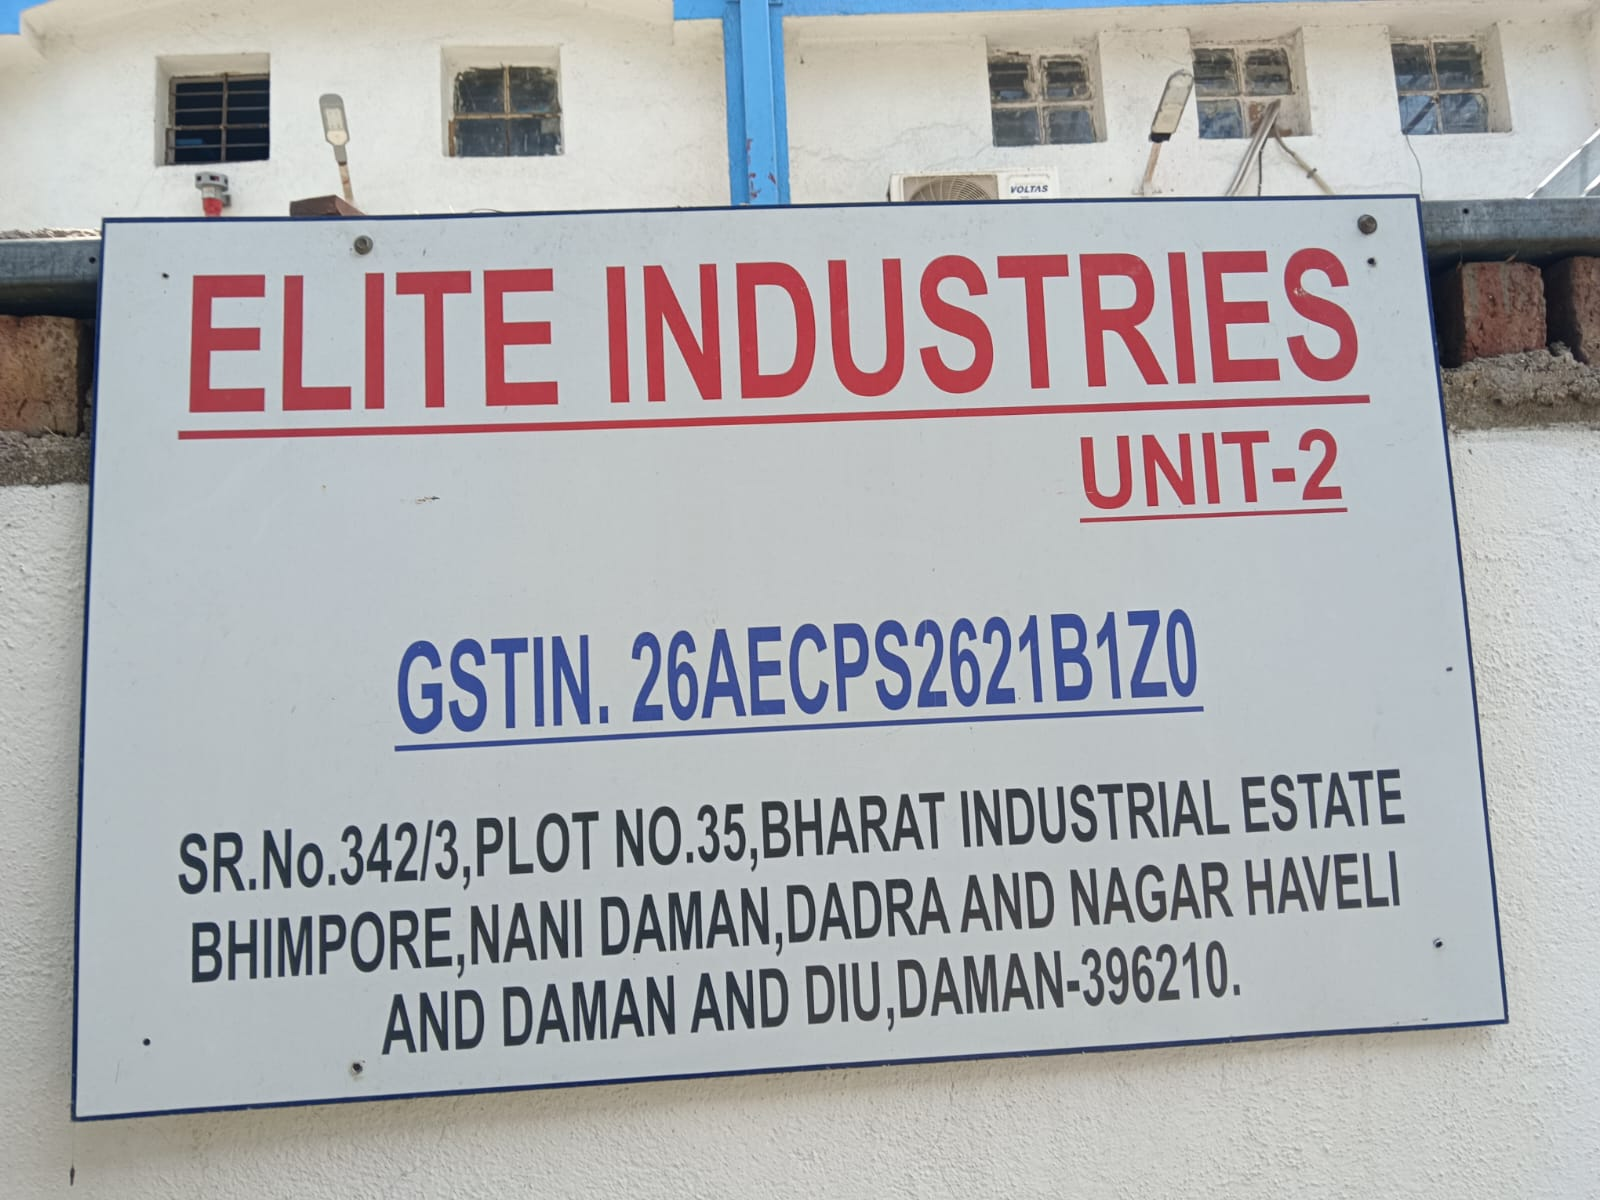 VOLTAS
ELITE INDUSTRIES
UNIT-2
GSTIN. 26AECPS2621B1Z0
SR.No.342/3,PLOT NO.35,BHARAT INDUSTRIAL ESTATE
BHIMPORE,NANI DAMAN,DADRA AND NAGAR HAVELI
AND DAMAN AND DIU,DAMAN-396210.